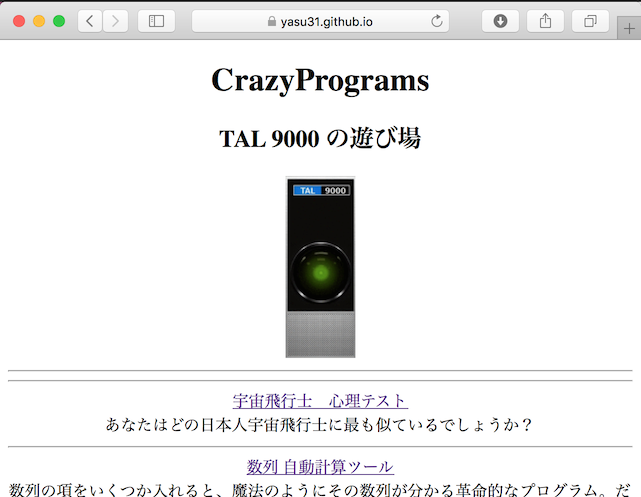 yasu31.github.io
CrazyPrograms
TAL 9000 の遊び場
TAL 9000
宇宙飛行士　心理テスト
あなたはどの日本人宇宙飛行士に最も似ているでしょうか？
数列 自動計算ツール
数列の項をいくつか入れると、魔法のようにその数列が分かる革命的なプログラム。だ